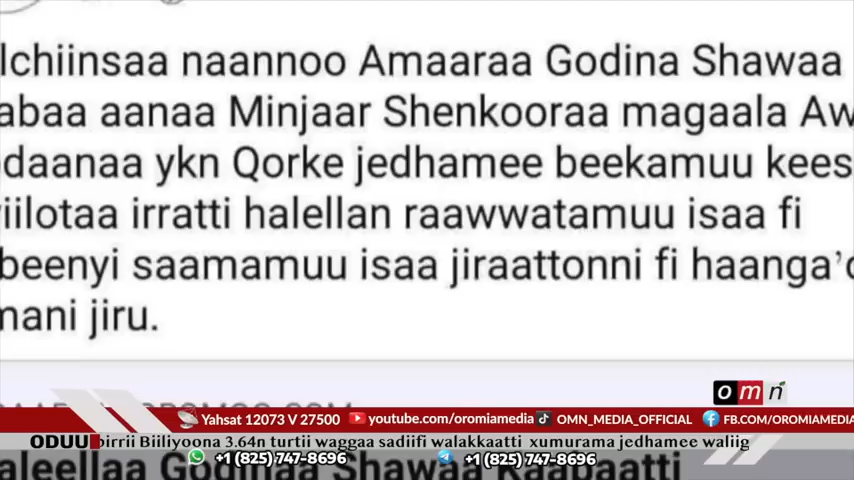 lchiinsaa naannoo Amaaraa Godina Shawaa
abaa aanaa Minjaar Shenkooraa magaala Aw
daanaa ykn Qorke jedhamee beekamuu kees
iilotaa irratti halellan raawwatamuu isaa fi
beenyi saamamuu isaa jiraattonni fi haanga'
mani jiru.
omn
Yahsat 12073 V 27500 youtube.com/oromiamedia OMN_MEDIA_OFFICIAL FB.COM/OROMIAMEDIA
ODUU birrii Biiliyoona 3.64n turtii waggaa sadiifi walakkaatti xumurama jedhamee waliig
+1 (825) 747-8696 +1 (825) 747-8696
aleellaa Godinaa Shawaa Kaabaatti